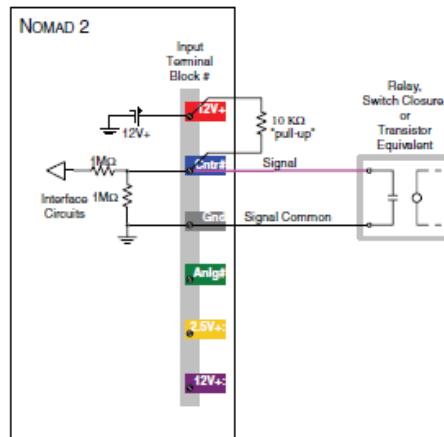 NOMAD 2
Input
Terminal
Block #
12V+
10 KΩ
"pull-up"
12V+
Relay,
Switch Closure
or
Transistor
Equivalent
Cntr#
Signal
1MΩ
1MΩ
Interface
Circuits
Gnd
Signal Common
Anlg#
2.5V+:
12V+: